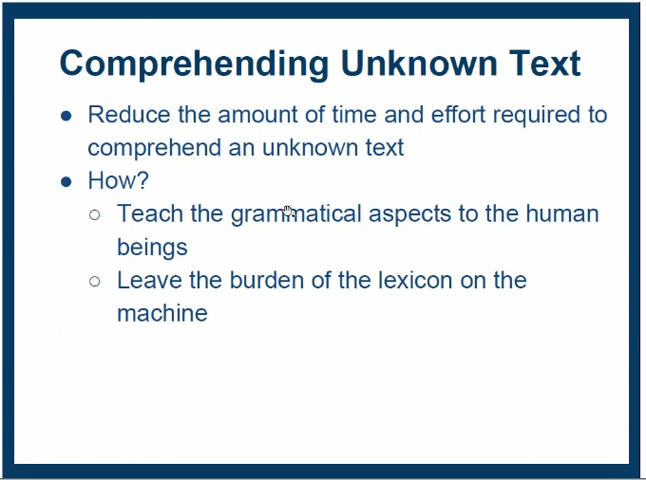 Comprehending Unknown Text
● Reduce the amount of time and effort required to
comprehend an unknown text
● How?
○ Teach the grammatical aspects to the human
beings
○ Leave the burden of the lexicon on the
machine